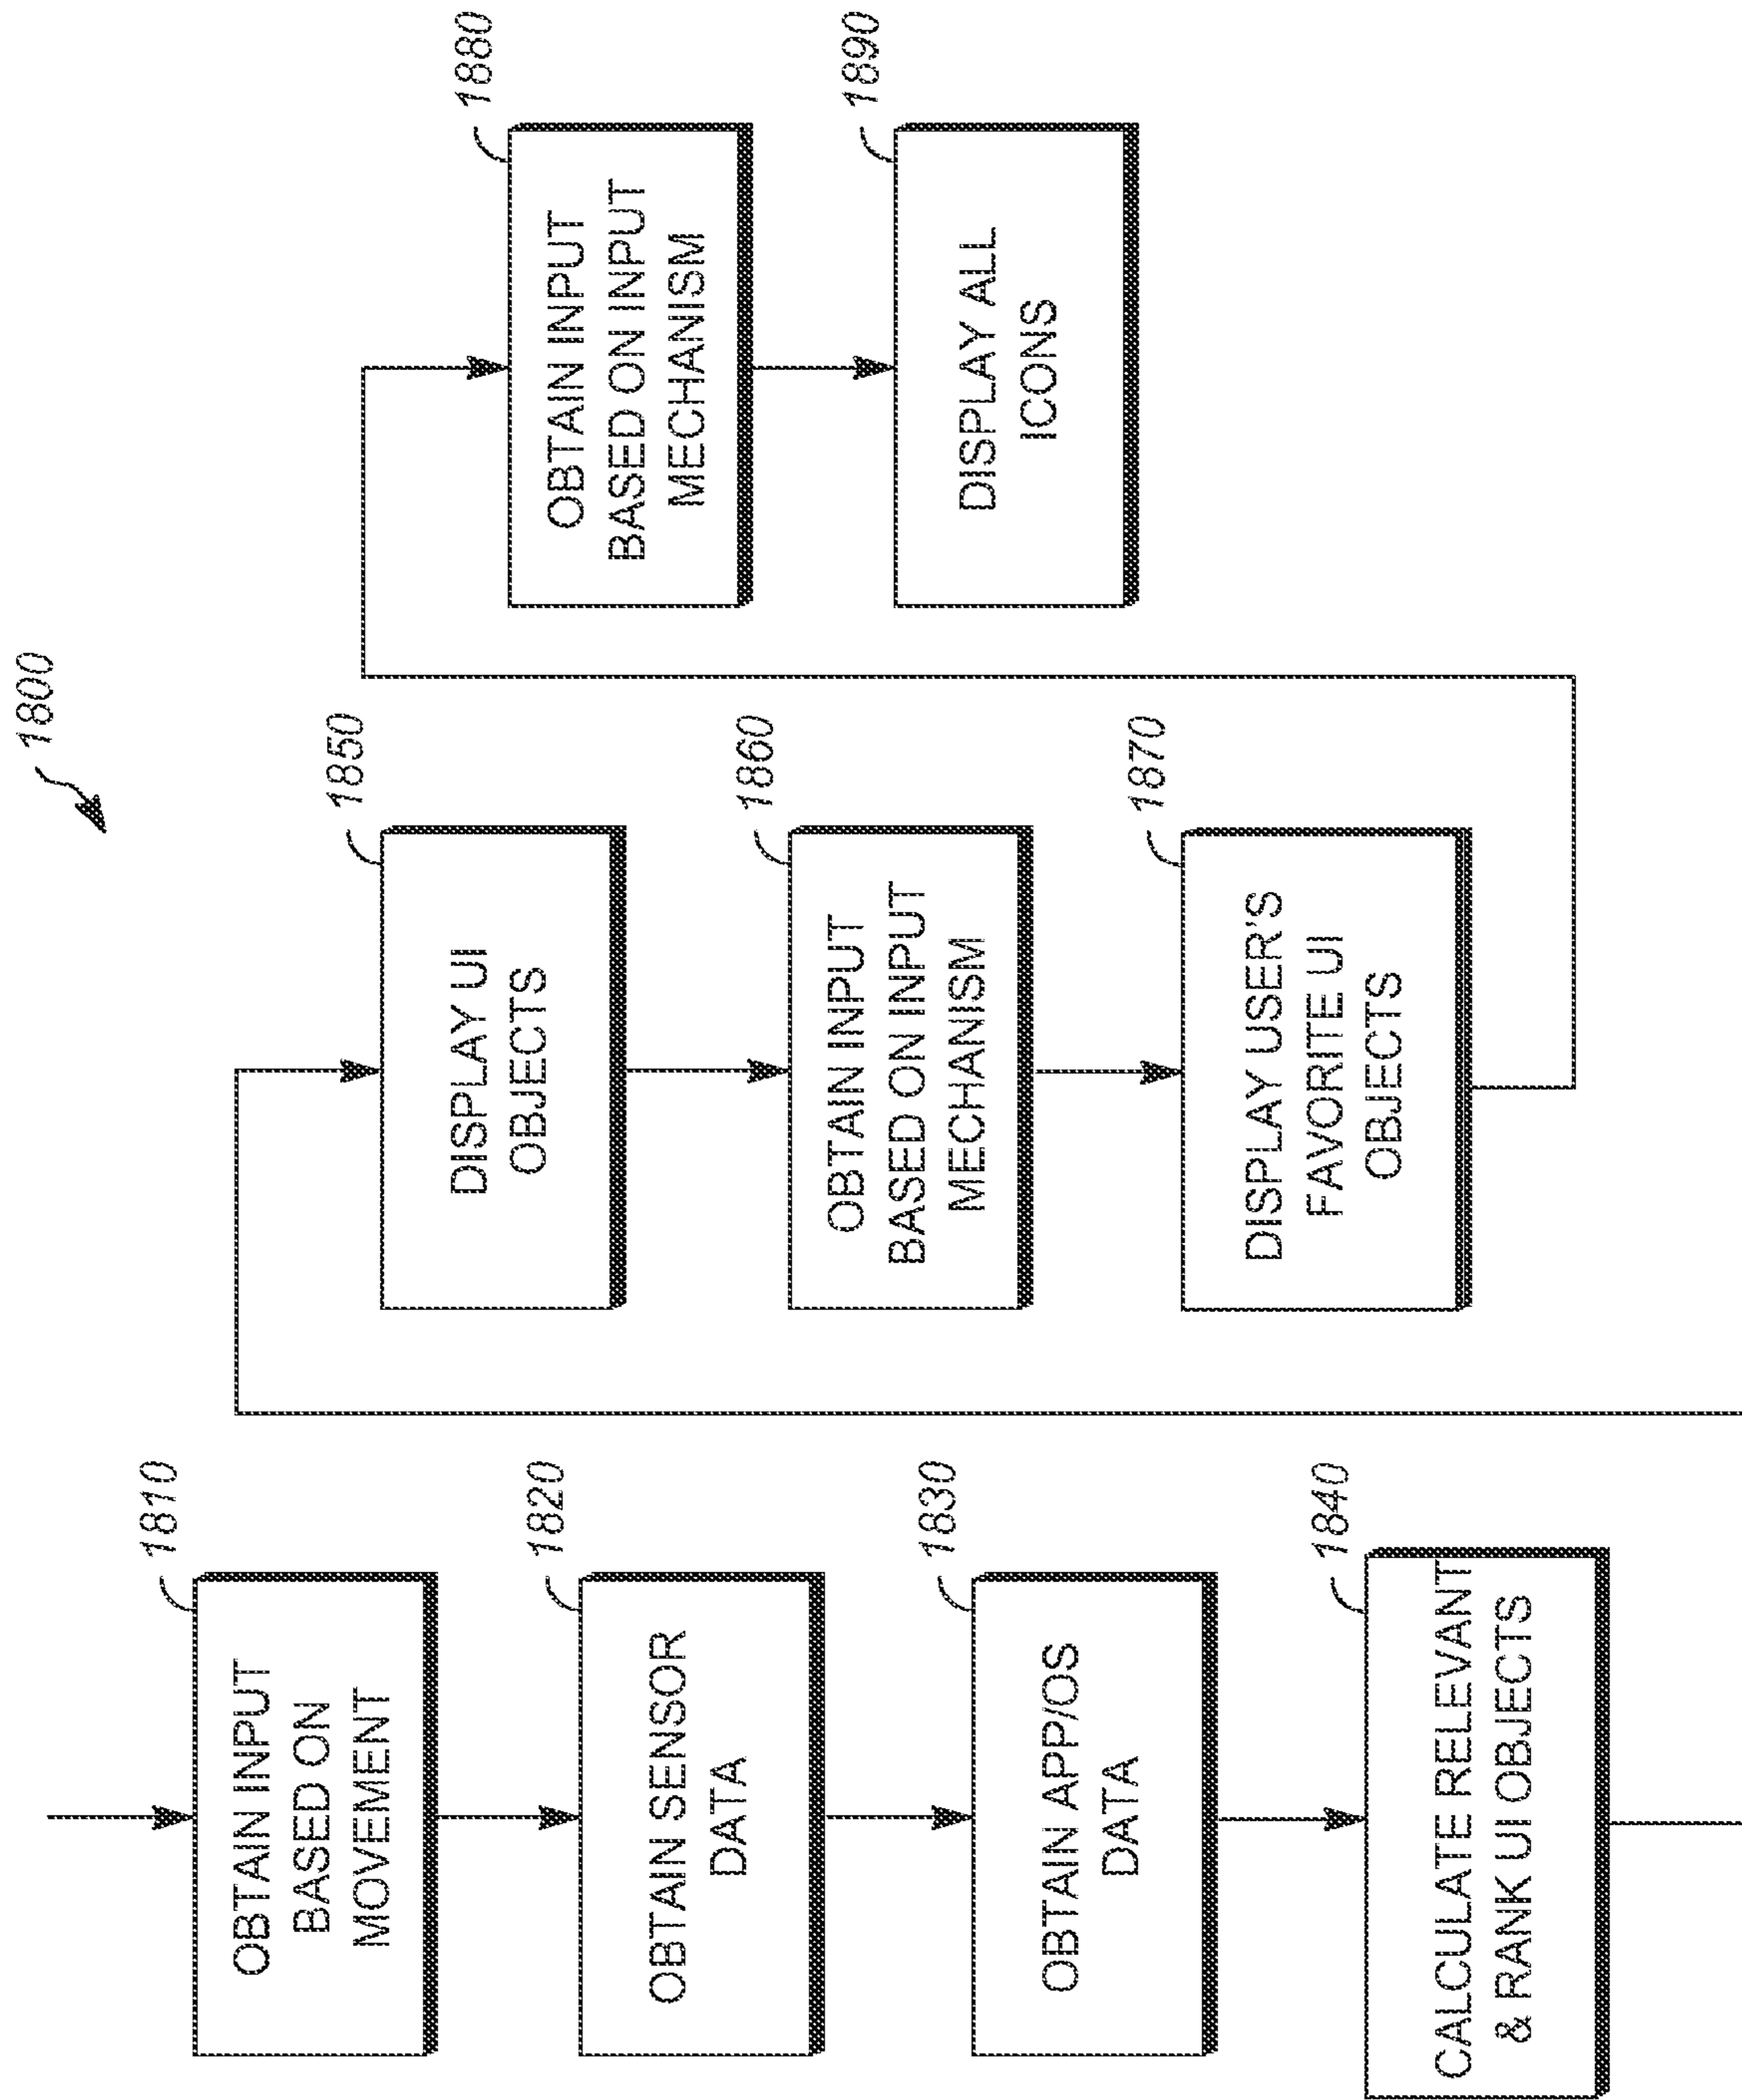 1800
1810
OBTAIN INPUT
BASED ON
MOVEMENT
1820
OBTAIN SENSOR
DATA
1830
OBTAIN APP/OS
DATA
1840
CALCULATE RELEVANT
& RANK UI OBJECTS
1850
DISPLAY UI
OBJECTS
1860
OBTAIN INPUT
BASED ON INPUT
MECHANISM
1870
DISPLAY USER'S
FAVORITE UI
OBJECTS
1880
OBTAIN INPUT
BASED ON INPUT
MECHANISM
1890
DISPLAY ALL
ICONS